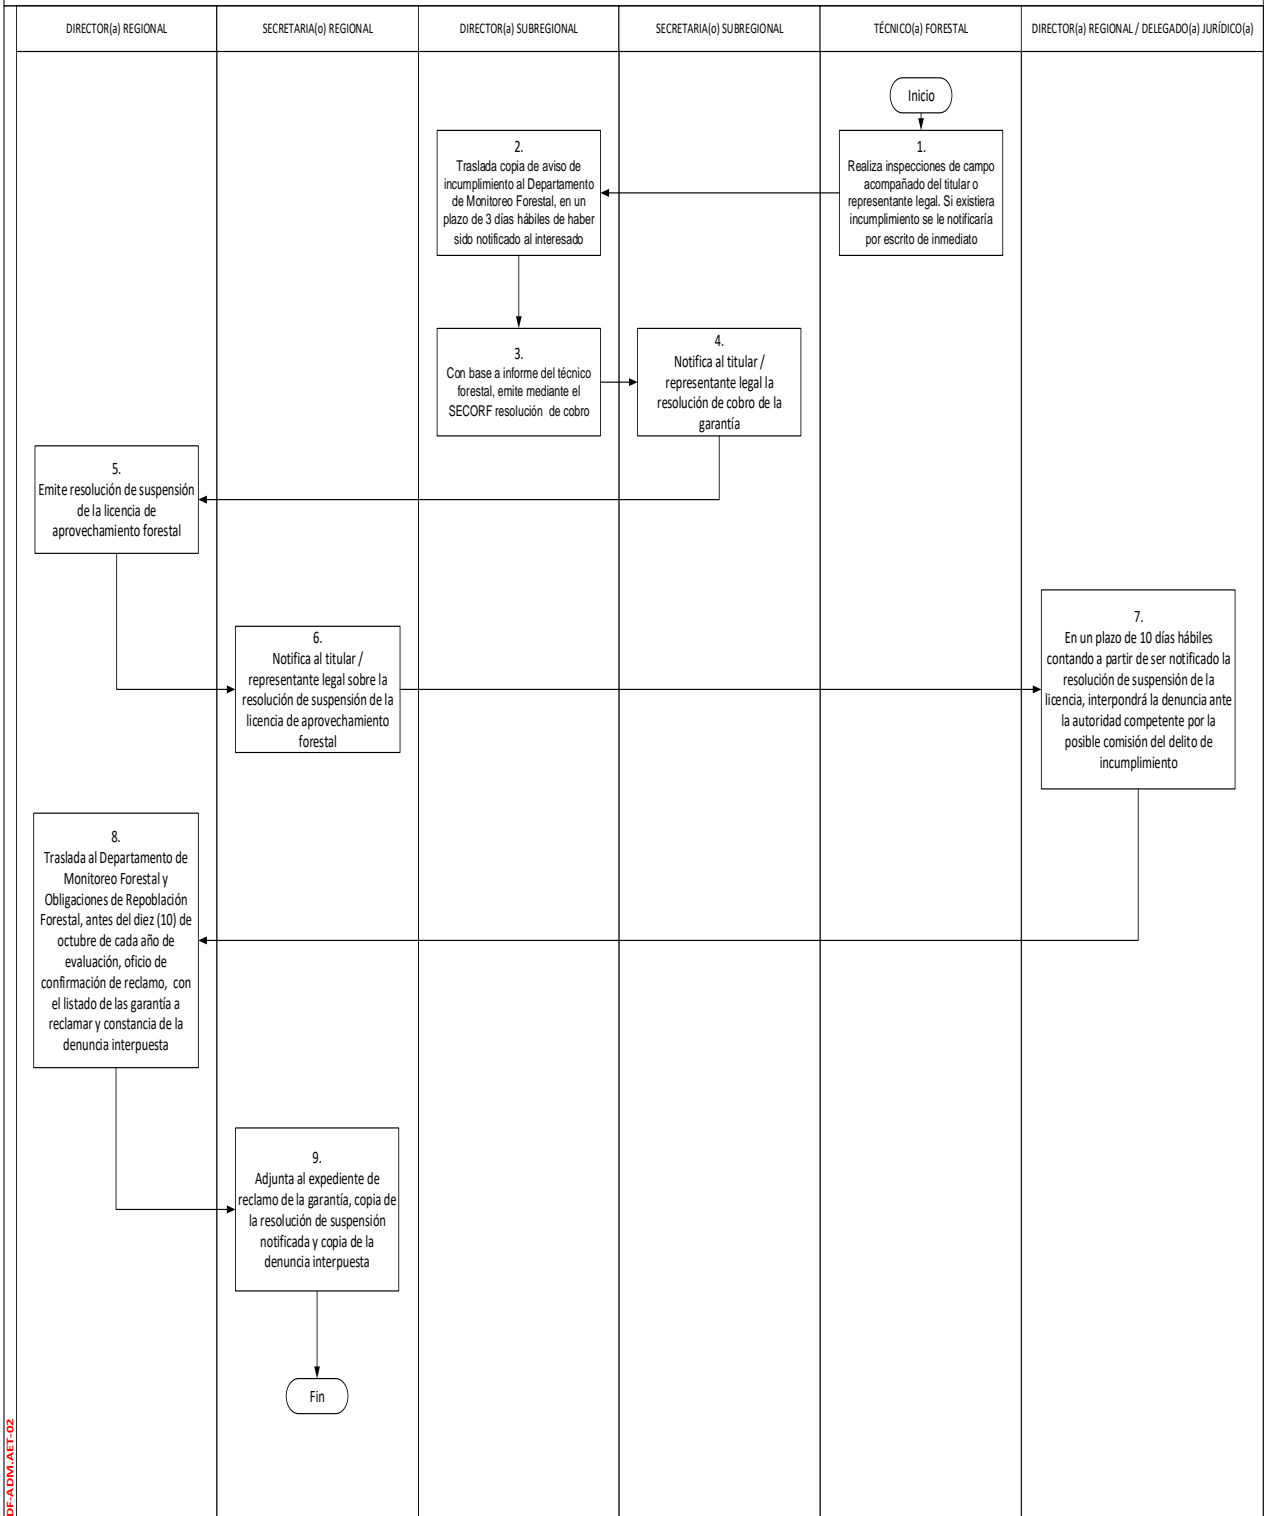 DIRECTOR(a) REGIONAL
SECRETARIA(o) REGIONAL
DIRECTOR(a) SUBREGIONAL
SECRETARIA(o) SUBREGIONAL
TÉCNICO(a) FORESTAL
DIRECTOR(a) REGIONAL / DELEGADO(a) JURÍDICO(a)
Inicio
1.
Realiza inspecciones de campo
acompañado del titular o
representante legal. Si existiera
incumplimiento se le notificaría
por escrito de inmediato
2.
Traslada copia de aviso de
incumplimiento al Departamento
de Monitoreo Forestal, en un
plazo de 3 días hábiles de haber
sido notificado al interesado
3.
Con base a informe del técnico
forestal, emite mediante el
SECORF resolución de cobro
4.
Notifica al titular /
representante legal la
resolución de cobro de la
garantía
5.
Emite resolución de suspensión
de la licencia de
aprovechamiento forestal
6.
Notifica al titular /
representante legal sobre la
resolución de suspensión de la
licencia de aprovechamiento
forestal
7.
En un plazo de 10 días hábiles
contando a partir de ser notificado la
resolución de suspensión de la
licencia, interpondrá la denuncia ante
la autoridad competente por la
posible comisión del delito de
incumplimiento
8.
Traslada al Departamento de
Monitoreo Forestal y
Obligaciones de Repoblación
Forestal, antes del diez (10) de
octubre de cada año de
evaluación, oficio de
confirmación de reclamo, con
el listado de las garantía a
reclamar y constancia de la
denuncia interpuesta
9.
Adjunta al expediente de
reclamo de la garantía, copia de
la resolución de suspensión
notificada y copia de la
denuncia interpuesta
Fin
DF-ADM.AET-02